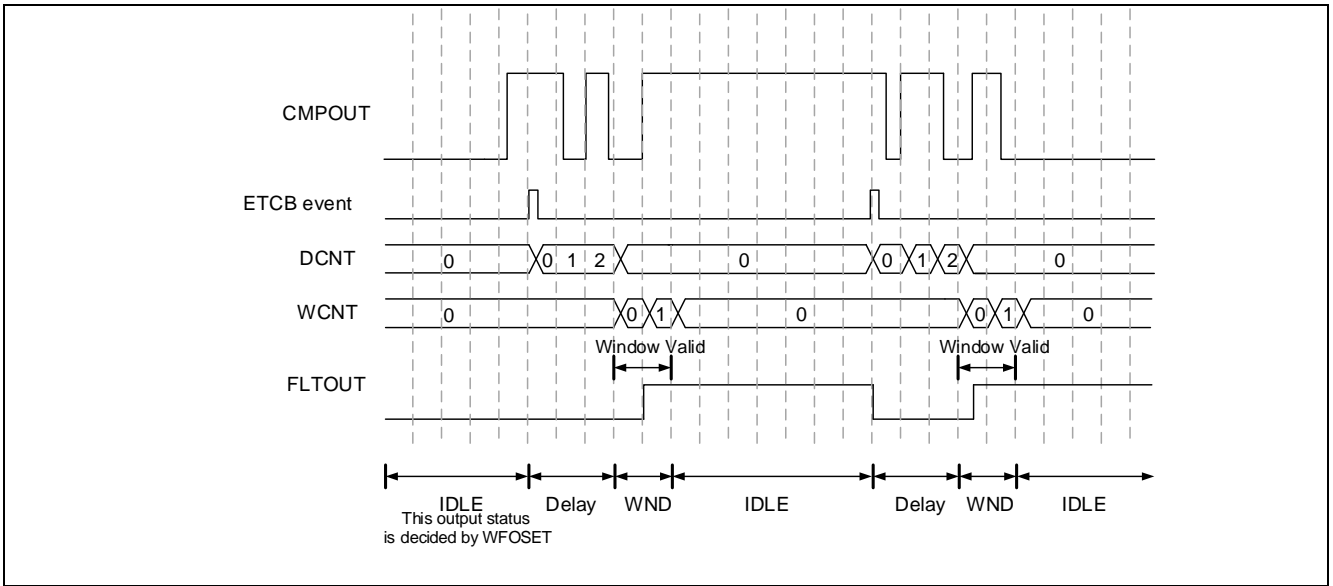 CMPOUT
ETCB event
DCNT
0
0
1
2
0
0
1
2
0
WCNT
0
0
1
0
0
1
0
Window Valid
Window Valid
FLTOUT
IDLE
Delay
WND
IDLE
Delay
WND
IDLE
This output status
is decided by WFOSET